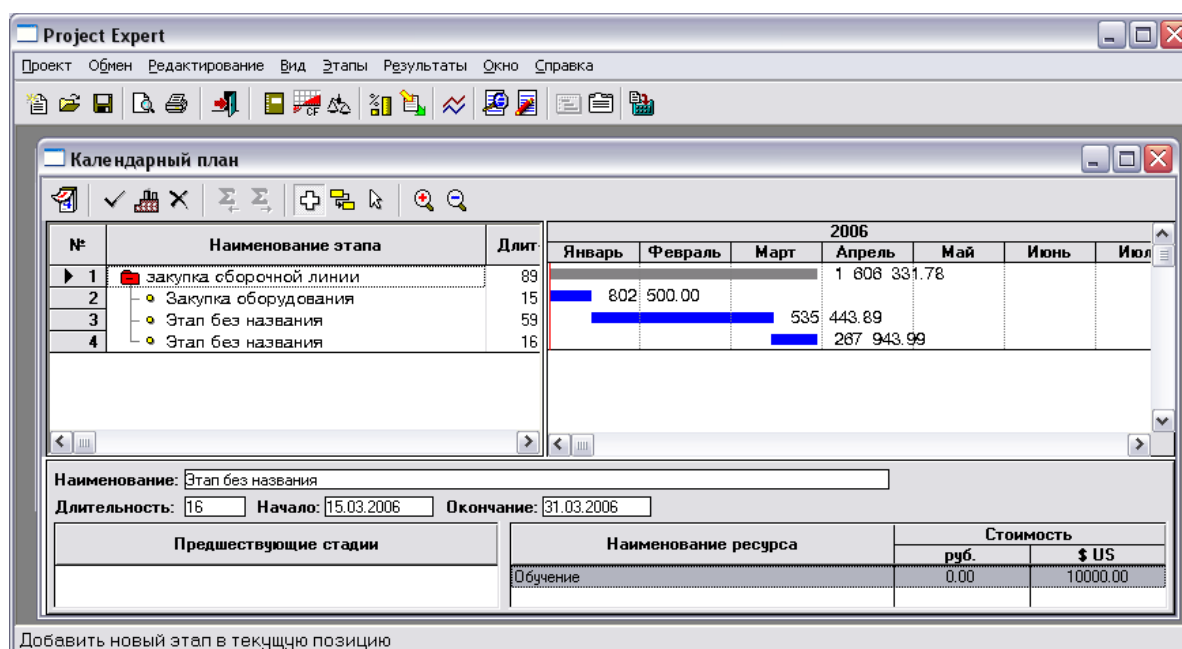 Project Expert
Проект Обмен Редактирование Вид Этапы Результаты Окно Справка
CF
Календарный план
№ Наименование этапа Длит 2006
Январь Февраль Март Апрель Май Июнь Июл
1 закупка сборочной линии 89 1 606 331.78
2 Закупка оборудования 15 802 500.00
3 Этап без названия 59 535 443.89
4 Этап без названия 16 267 943.99
Наименование: Этап без названия
Длительность: 16 Начало: 15.03.2006 Окончание: 31.03.2006
Предшествующие стадии Наименование ресурса Стоимость
руб. $ US
Обучение 0.00 10000.00
Добавить новый этап в текущую позицию